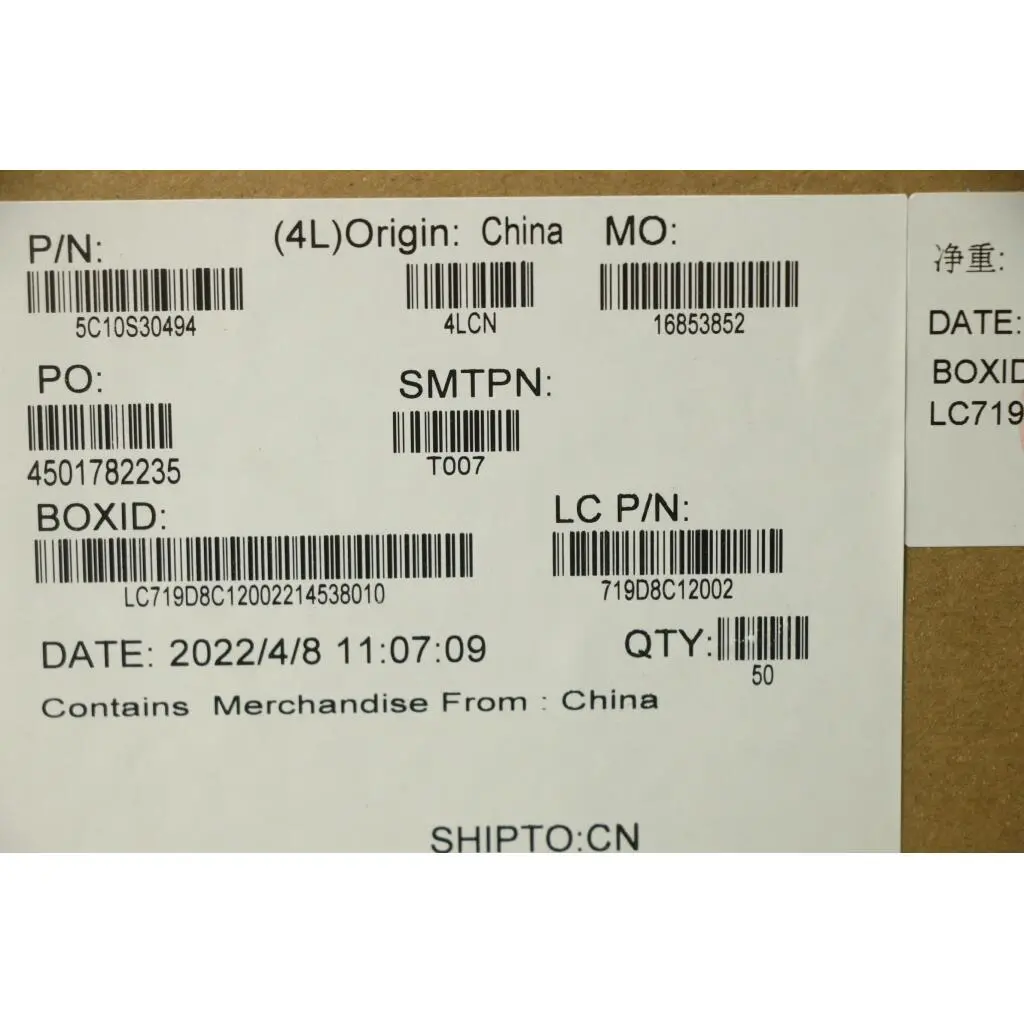 P/N:
(4L)Origin: China
MO:
5C10S30494
4LCN
16853852
PO:
SMTPN:
4501782235
T007
BOXID:
LC P/N:
LC719D8C12002214538010
719D8C12002
DATE: 2022/4/8 11:07:09
QTY:
50
Contains Merchandise From : China
SHIPTO:CN
净重:
DATE:
BOXID
LC719